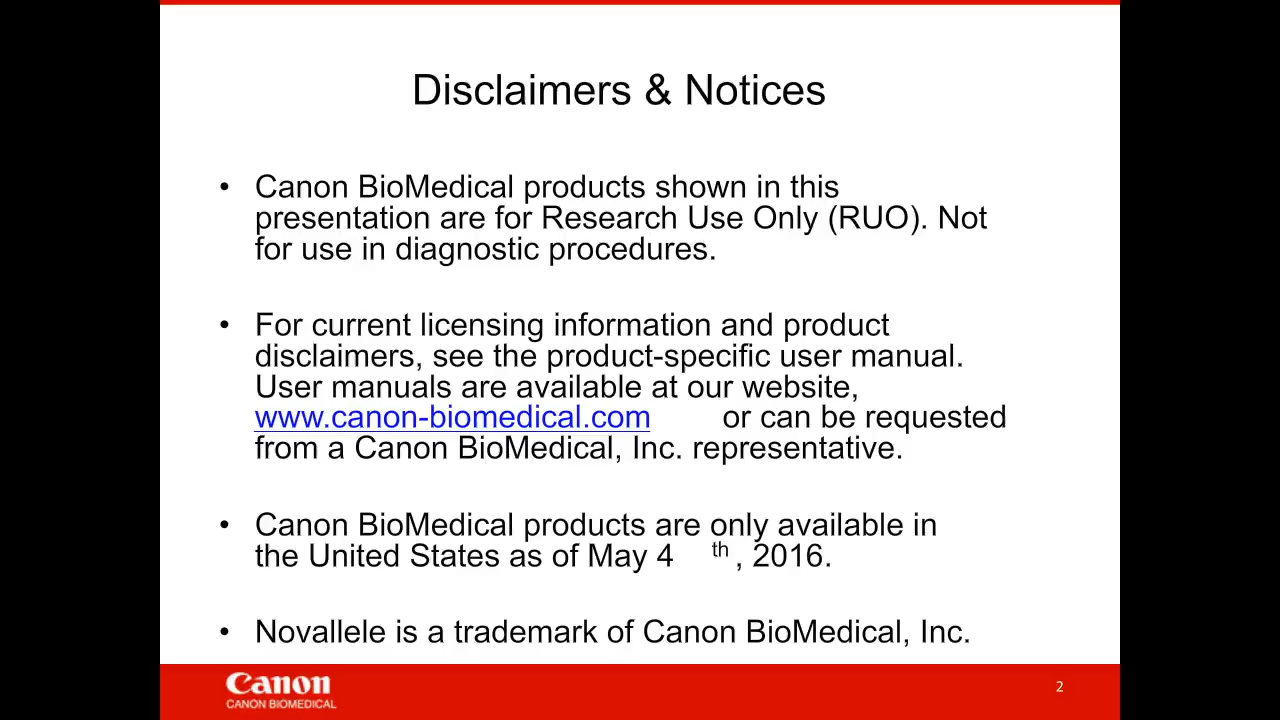 Disclaimers & Notices
• Canon BioMedical products shown in this
presentation are for Research Use Only (RUO). Not
for use in diagnostic procedures.
• For current licensing information and product
disclaimers, see the product-specific user manual.
User manuals are available at our website,
www.canon-biomedical.com or can be requested
from a Canon BioMedical, Inc. representative.
• Canon BioMedical products are only available in
the United States as of May 4 th , 2016.
• Novallele is a trademark of Canon BioMedical, Inc.
Canon
CANON BIOMEDICAL
2